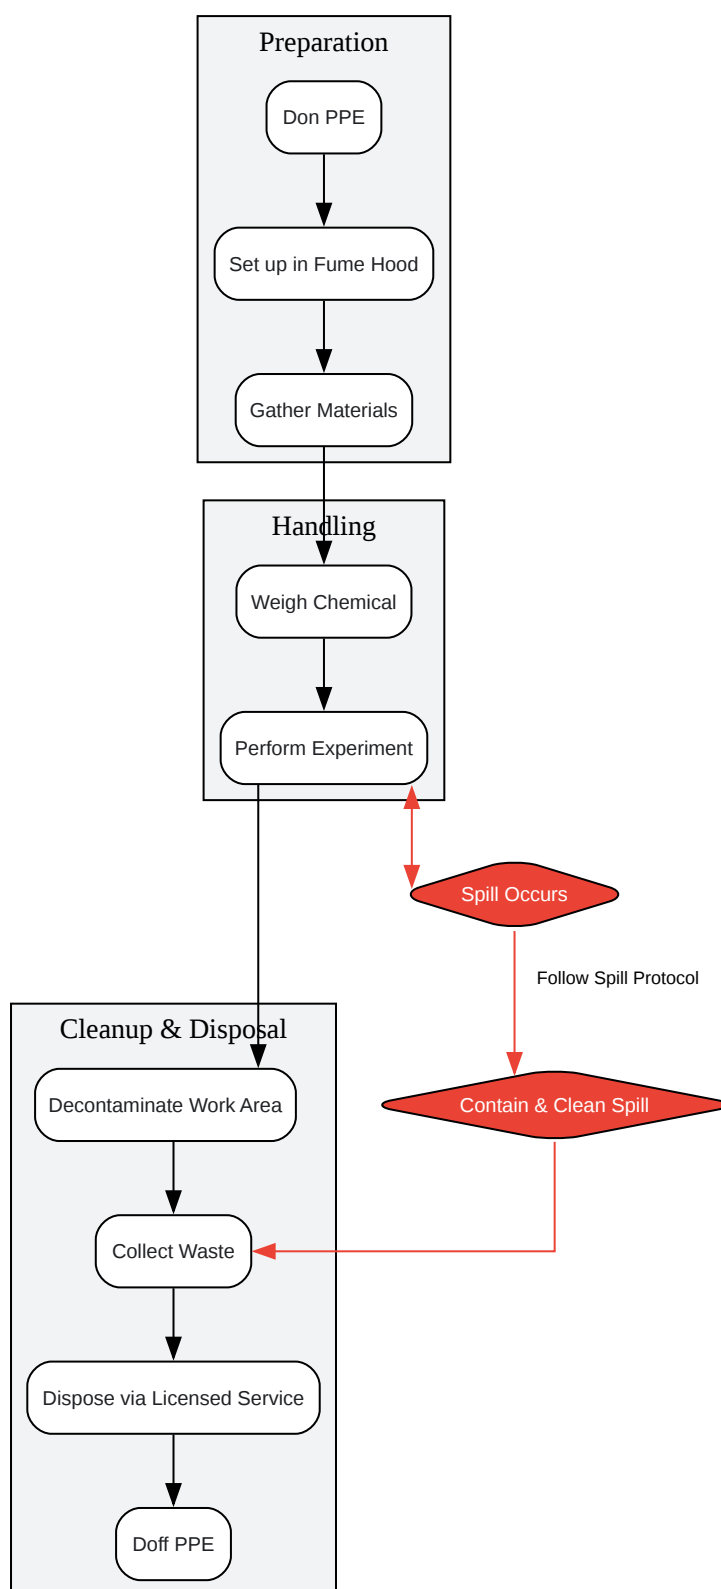 Preparation
Don PPE
Set up in Fume Hood
Gather Materials
Handling
Weigh Chemical
Perform Experiment
Spill Occurs
Follow Spill Protocol
Cleanup & Disposal
Decontaminate Work Area
Contain & Clean Spill
Collect Waste
Dispose via Licensed Service
Doff PPE